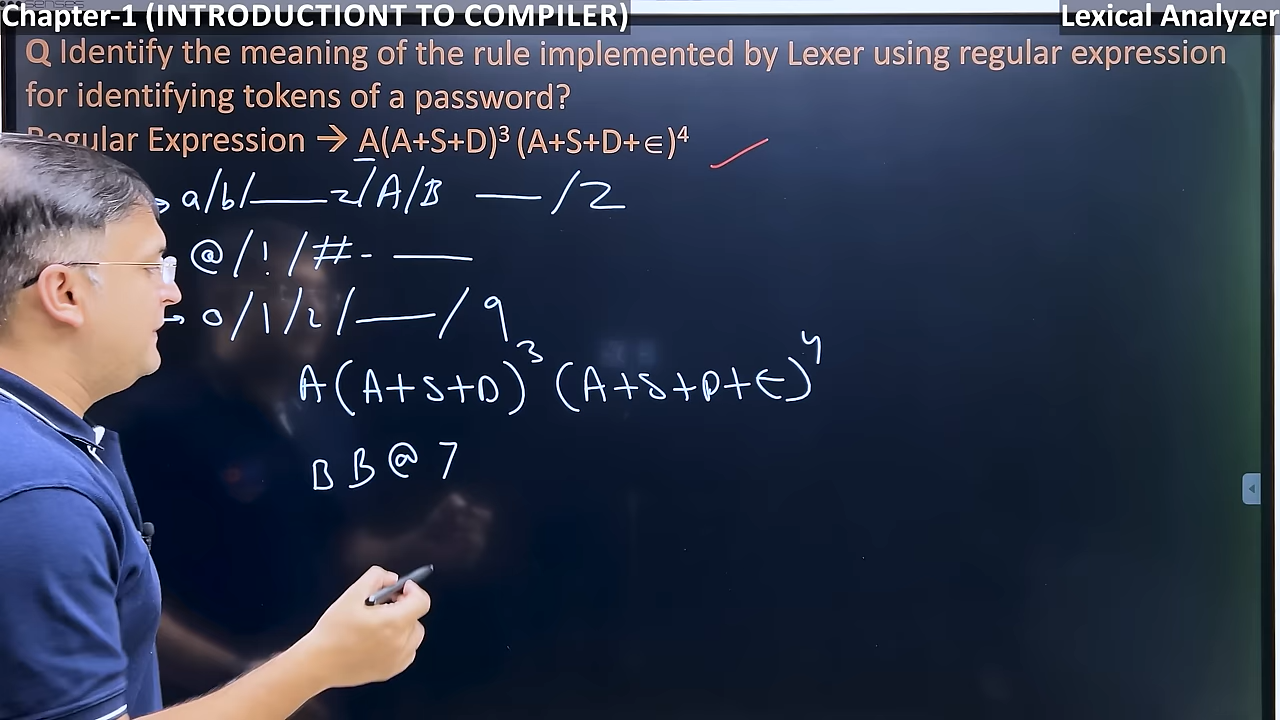 Chapter-1 (INTRODUCTIONT TO COMPILER)
Lexical Analyzer
Q Identify the meaning of the rule implemented by Lexer using regular expression
for identifying tokens of a password?
Regular Expression → A(A+S+D)³ (A+S+D+∈)⁴
→ a/b/——z/A/B —— /Z
@/!/#- ——
→ 0/1/2/——/9
A(A+S+D)³ (A+S+D+∈)⁴
B B @ 7